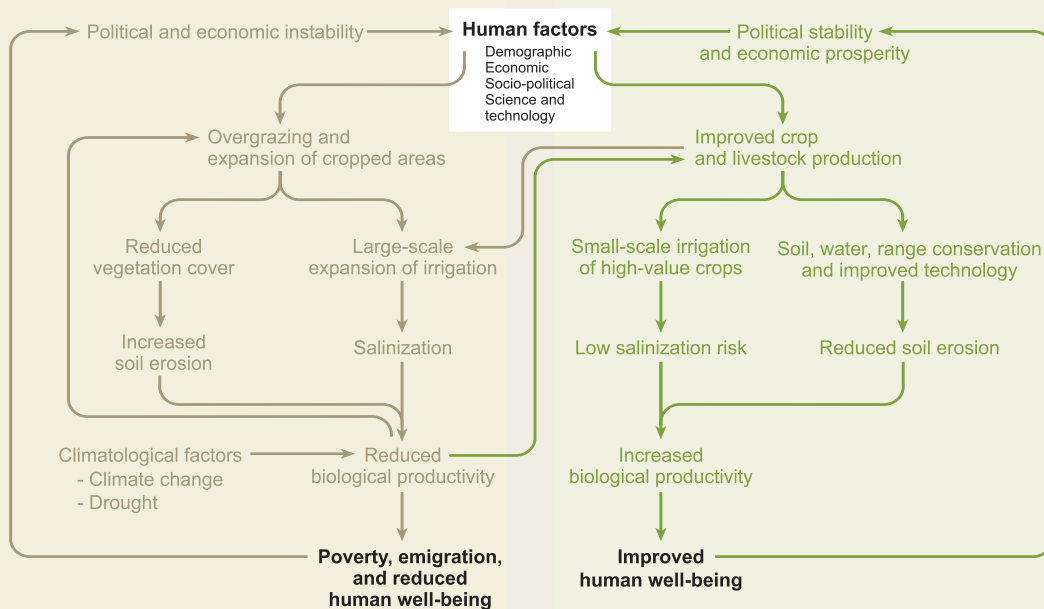 Political and economic instability
Human factors
Demographic
Economic
Socio-political
Science and
technology
Political stability
and economic prosperity
Overgrazing and
expansion of cropped areas
Improved crop
and livestock production
Reduced
vegetation cover
Large-scale
expansion of irrigation
Small-scale irrigation
of high-value crops
Soil, water, range conservation
and improved technology
Increased
soil erosion
Salinization
Low salinization risk
Reduced soil erosion
Climatological factors
- Climate change
- Drought
Reduced
biological productivity
Increased
biological productivity
Poverty, emigration,
and reduced
human well-being
Improved
human well-being